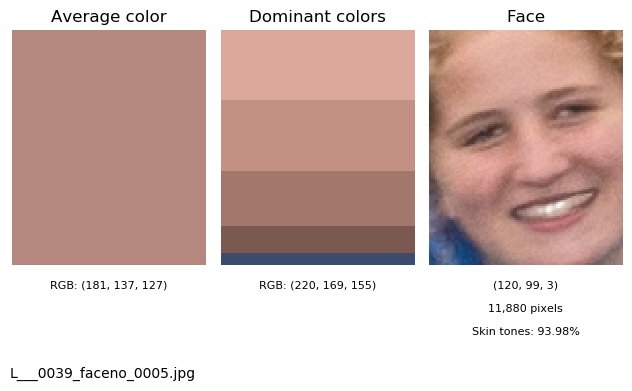 Average color
Dominant colors
Face
RGB: (181, 137, 127)
RGB: (220, 169, 155)
(120, 99, 3)
11,880 pixels
Skin tones: 93.98%
L___0039_faceno_0005.jpg